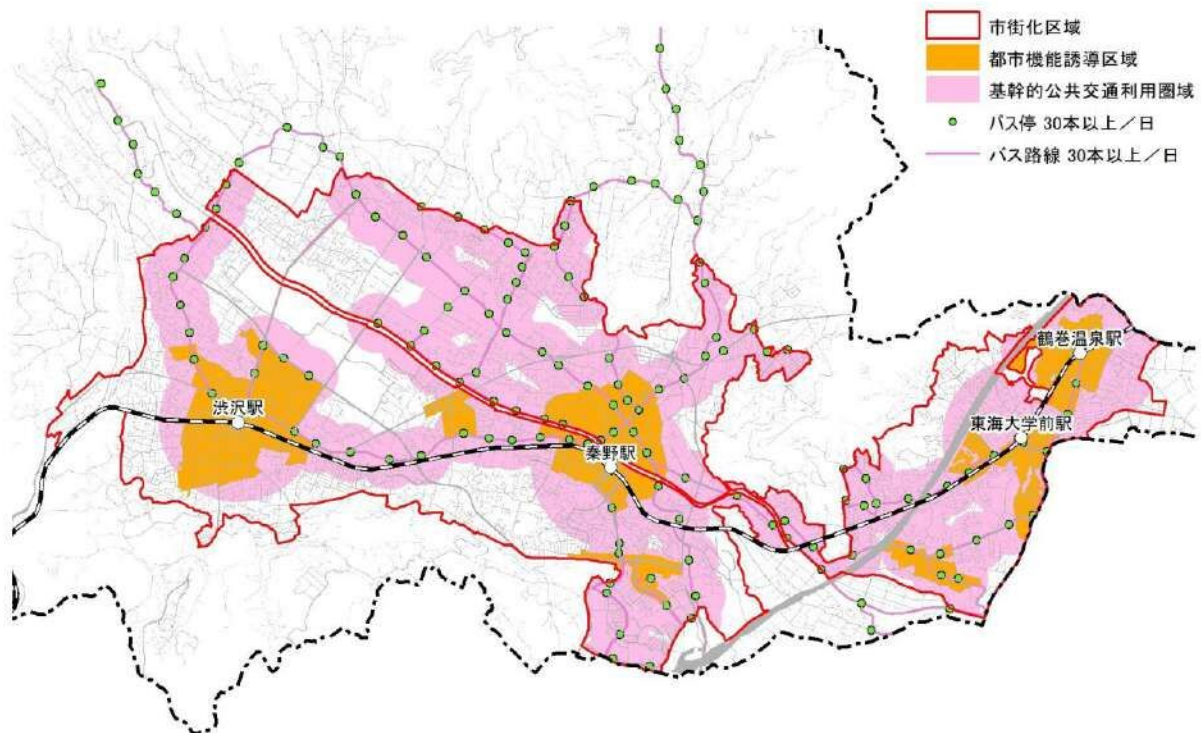 市街化区域
都市機能誘導区域
基幹的公共交通利用圏域
バス停 30本以上／日
バス路線 30本以上／日
鶴巻温泉駅
渋沢駅
東海大学前駅
秦野駅